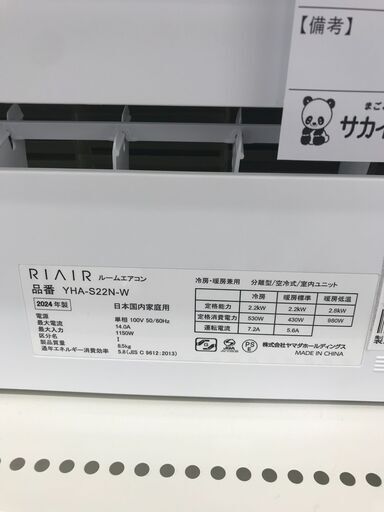 【備考】
まごこ
サカイ
RIAIR ルームエアコン
品番 YHA-S22N-W
2024年製 日本国内家庭用
電源 単相 100V 50/60Hz
最大電流 14.0A
最大入力 1150W
区分名 I
製品質量 8.5kg
通年エネルギー消費効率 5.8(JIS C 9612:2013)
冷房・暖房兼用 分離型/空冷式/室内ユニット
冷房 暖房標準 暖房低温
定格能力 2.2kW 2.2kW 2.8kW
定格消費電力 530W 430W 980W
運転電流 7.2A 5.6A
PS
E
株式会社ヤマダホールディングス
MADE IN CHINA
製